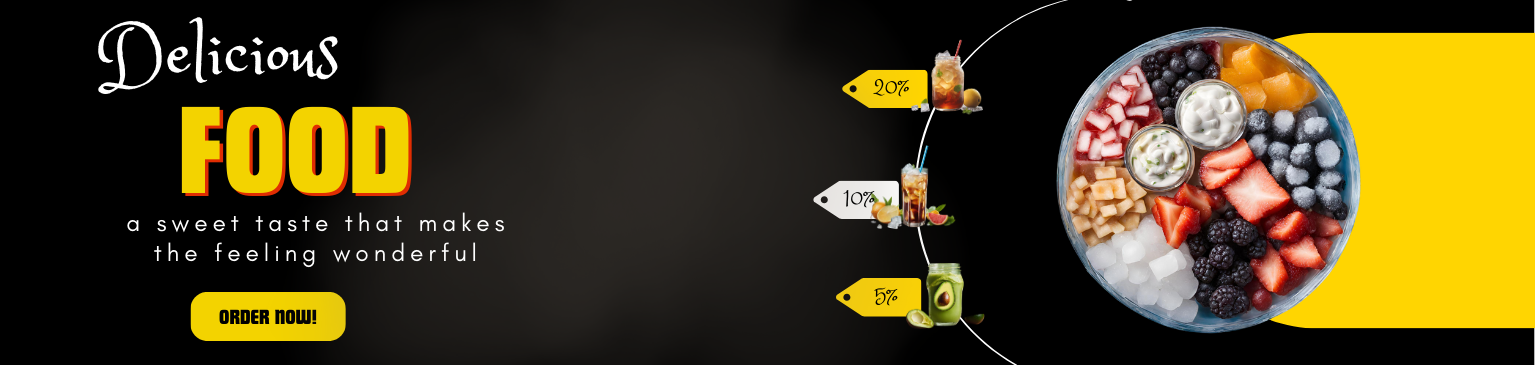 Delicious
FOOD
a sweet taste that makes
the feeling wonderful
ORDER NOW!
20%
10%
5%